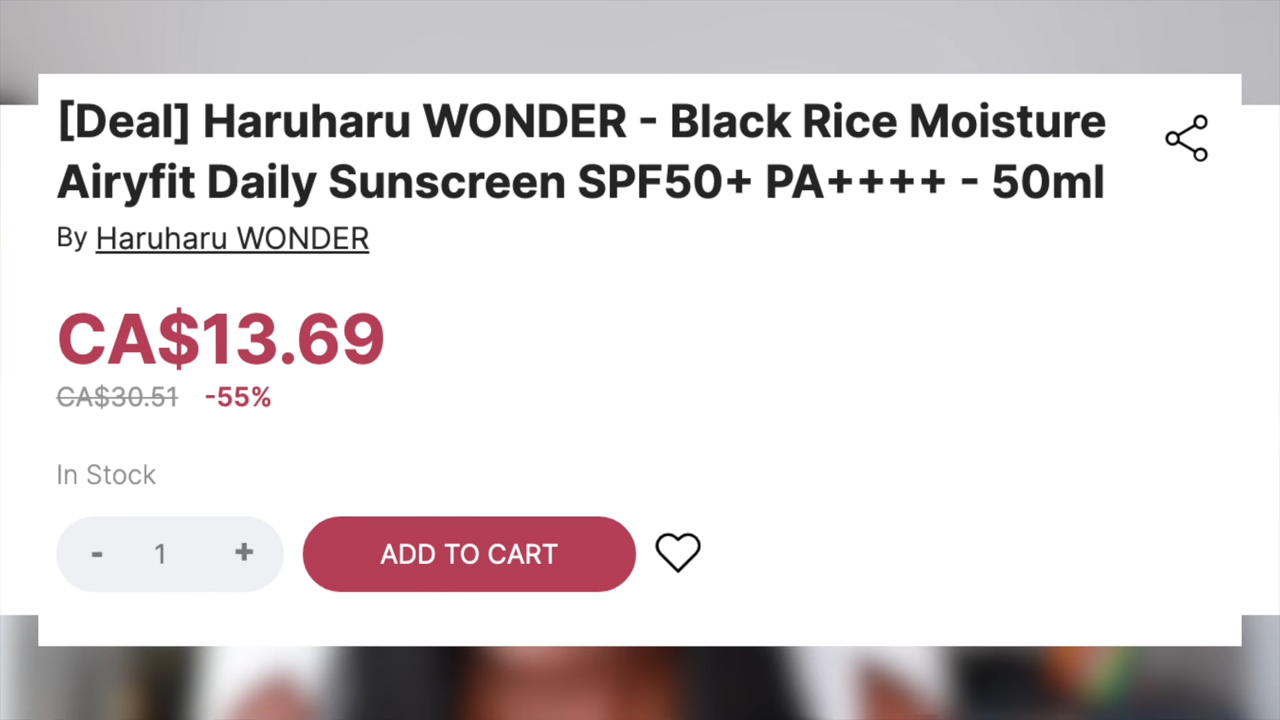 [Deal] Haruharu WONDER - Black Rice Moisture
Airyfit Daily Sunscreen SPF50+ PA++++ - 50ml
By Haruharu WONDER
CA$13.69
CA$30.51 -55%
In Stock
- 1 +
ADD TO CART